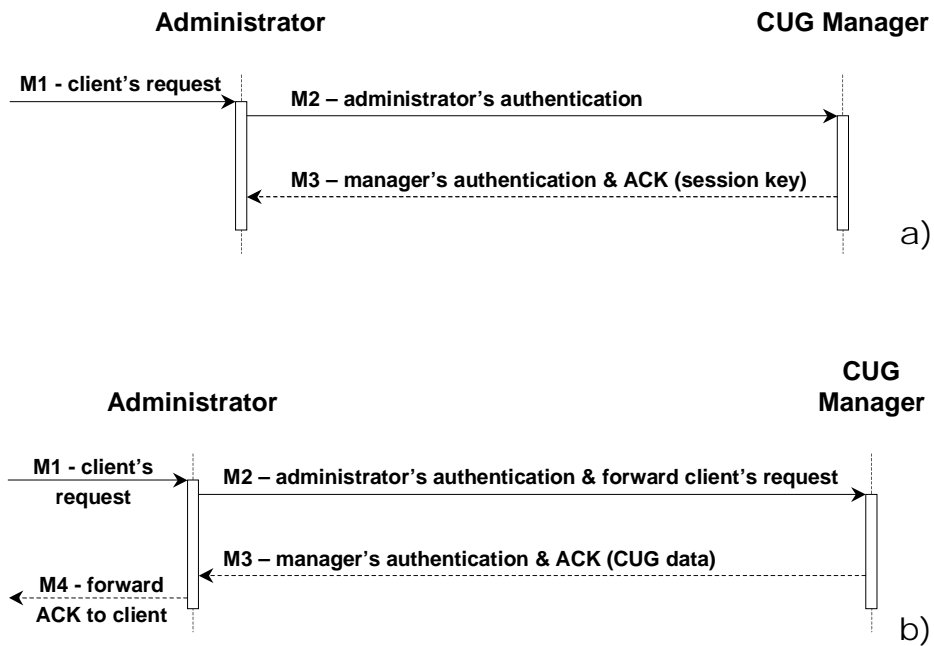 Administrator
CUG Manager
M1 - client's request
M2 – administrator's authentication
M3 – manager's authentication & ACK (session key)
a)
CUG
Manager
Administrator
M1 - client's
request
M2 – administrator's authentication & forward client's request
M3 – manager's authentication & ACK (CUG data)
M4 - forward
ACK to client
b)